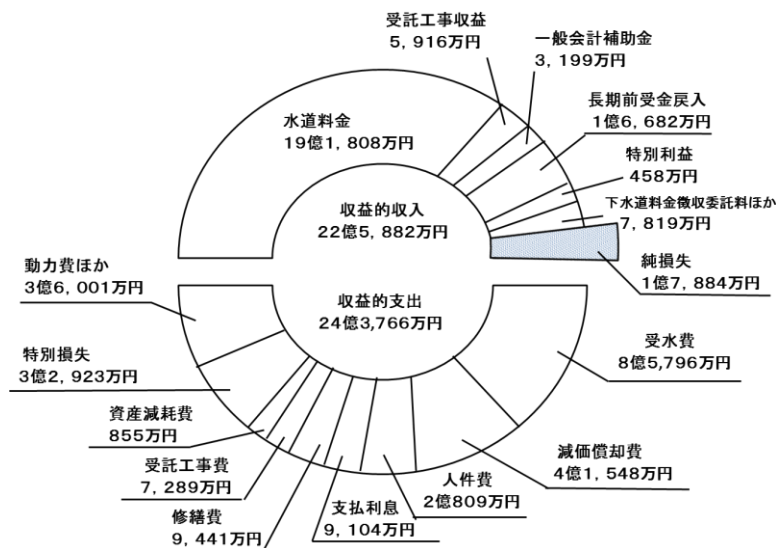 受託工事収益
5，916万円
一般会計補助金
3，199万円
長期前受金戻入
1億6，682万円
水道料金
19億1，808万円
特別利益
458万円
下水道料金徴収委託料ほか
7，819万円
収益的収入
22億5，882万円
純損失
1億7，884万円
動力費ほか
3億6，001万円
収益的支出
24億3,766万円
受水費
8億5,796万円
特別損失
3億2，923万円
資産減耗費
855万円
減価償却費
4億1，548万円
受託工事費
7，289万円
人件費
2億809万円
支払利息
9，104万円
修繕費
9，441万円